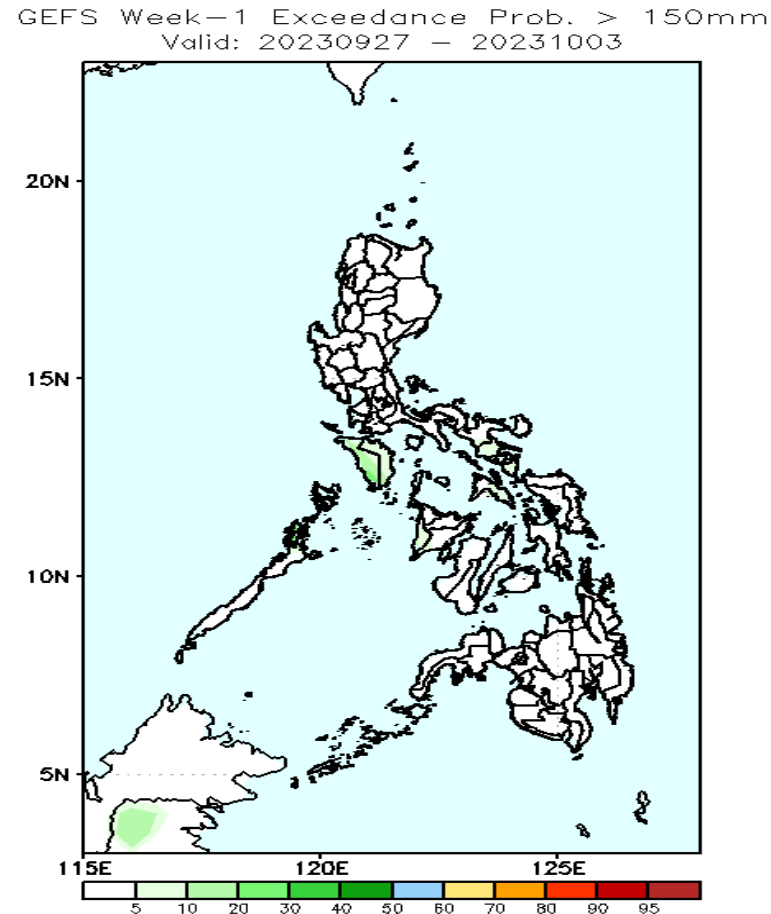 GEFS Week-1 Exceedance Prob. > 150mm
Valid: 20230927 - 20231003
20N
15N
10N
5N
115E 120E 125E
5 10 20 30 40 50 60 70 80 90 95